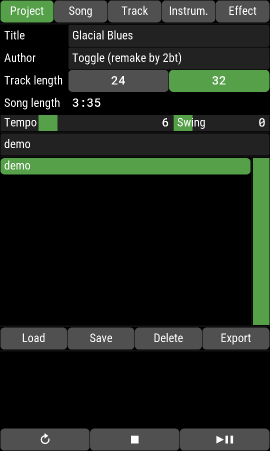 Project Song Track Instrum. Effect
Title Glacial Blues
Author Toggle (remake by 2bt)
Track length 24 32
Song length 3:35
Tempo 6 Swing 0
demo
demo
Load Save Delete Export